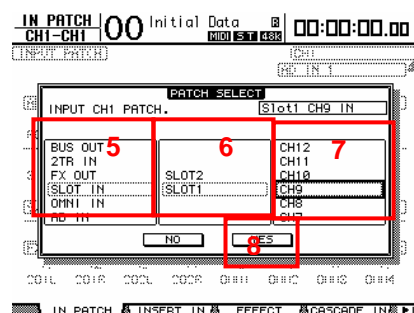 IN PATCH
CH1-CH1
00 Initial Data
MIDI ST 48K
00:00:00.00
INPUT PATCH
CH1
AD IN 1
PATCH SELECT
INPUT CH1 PATCH.
Slot1 CH9 IN
5
6
7
BUS OUT
2TR IN
FX OUT
SLOT IN
OMNI IN
AD IN
SLOT2
SLOT1
CH12
CH11
CH10
CH9
CH8
CH7
NO
YES
8
IN PATCH INSERT IN EFFECT CASCADE IN